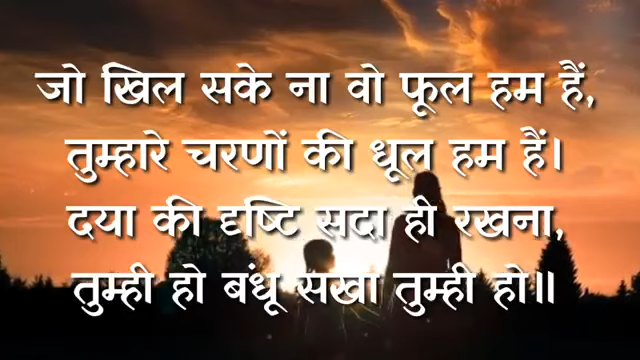 जो खिल सके ना वो फूल हम हैं,
तुम्हारे चरणों की धूल हम हैं।
दया की दृष्टि सदा ही रखना,
तुम्ही हो बंधू सखा तुम्ही हो॥